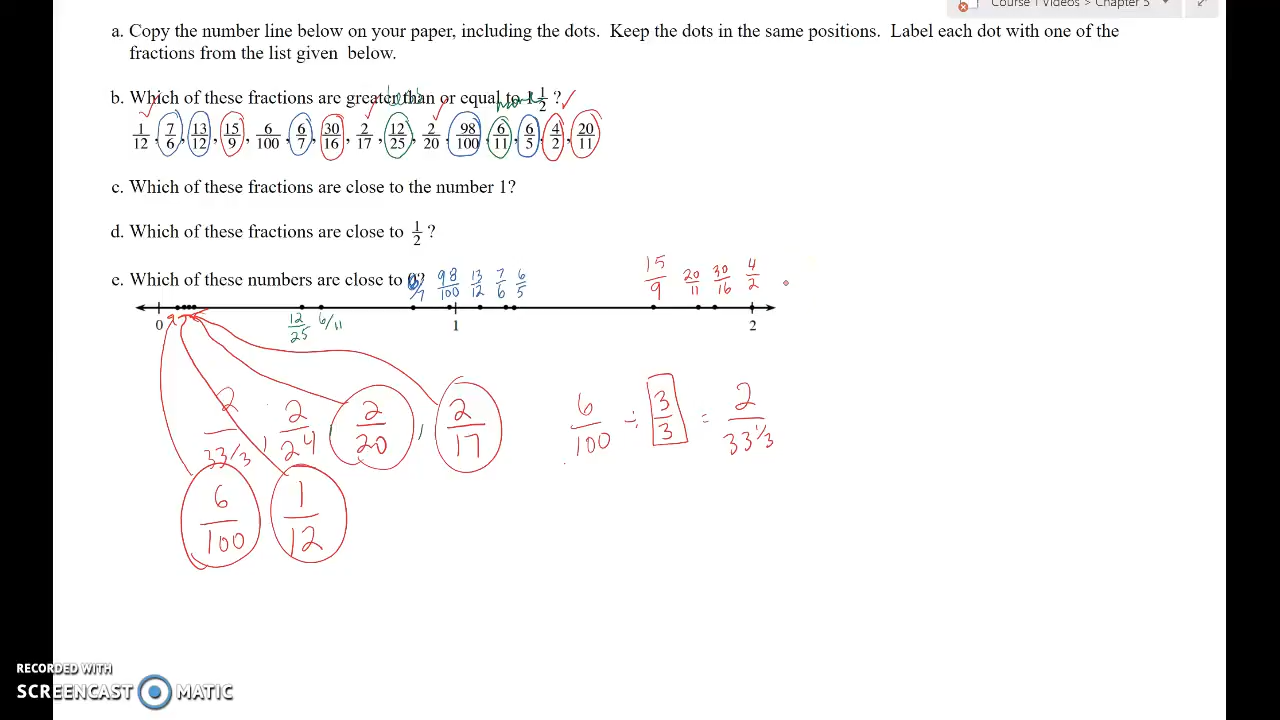 Course 1 Videos > Chapter 5
a. Copy the number line below on your paper, including the dots. Keep the dots in the same positions. Label each dot with one of the
fractions from the list given below.
b. Which of these fractions are greater than or equal to 1 1/2 ?
1/12, 7/6, 13/12, 15/9, 6/100, 6/7, 30/16, 2/17, 12/25, 2/20, 98/100, 6/11, 6/5, 4/2, 20/11
c. Which of these fractions are close to the number 1?
d. Which of these fractions are close to 1/2 ?
e. Which of these numbers are close to 0?
6/7 98/100 13/12 7/6 6/5 15/9 20/11 30/16 4/2
0 1 2
12/25 6/11
2/33 1/3, 2/24, 2/20, 2/17
6/100 ÷ 3/3 = 2/33 1/3
6/100 1/12
RECORDED WITH
SCREENCAST MATIC